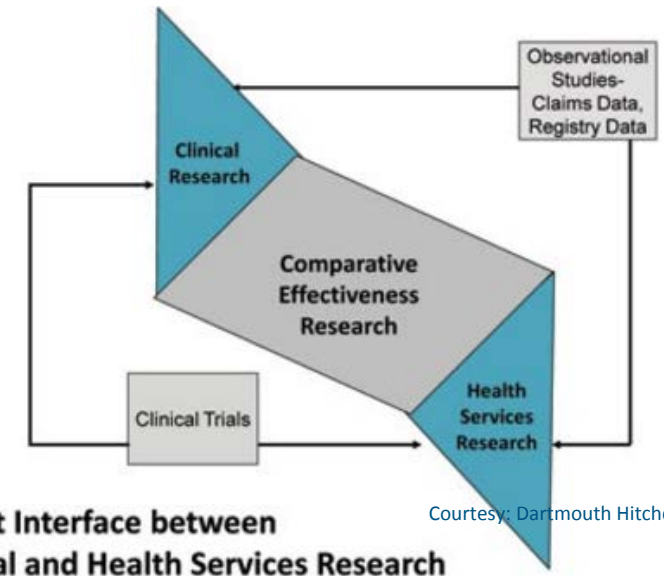 Observational
Studies-
Claims Data,
Registry Data
Clinical
Research
Comparative
Effectiveness
Research
Clinical Trials
Health
Services
Research
t Interface between
al and Health Services Research
Courtesy: Dartmouth Hitchc